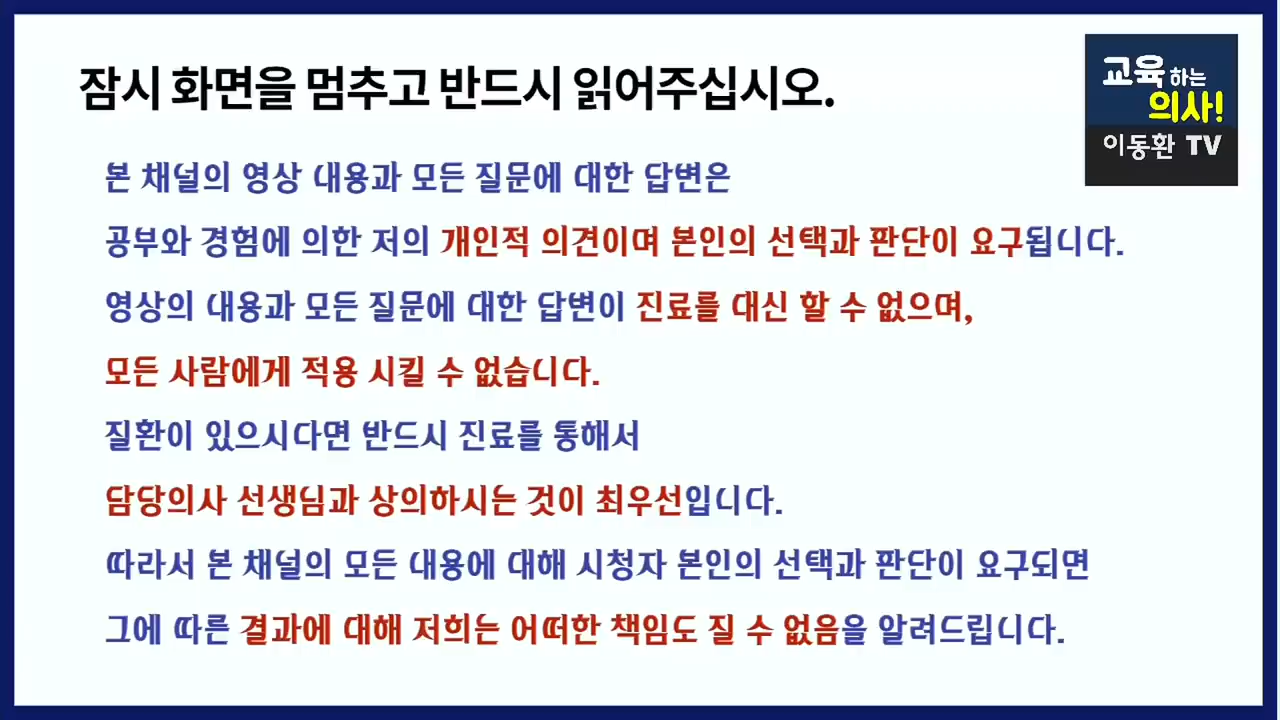 잠시 화면을 멈추고 반드시 읽어주십시오.
교육하는
의사!
이동환 TV
본 채널의 영상 내용과 모든 질문에 대한 답변은
공부와 경험에 의한 저의 개인적 의견이며 본인의 선택과 판단이 요구됩니다.
영상의 내용과 모든 질문에 대한 답변이 진료를 대신 할 수 없으며,
모든 사람에게 적용 시킬 수 없습니다.
질환이 있으시다면 반드시 진료를 통해서
담당의사 선생님과 상의하시는 것이 최우선입니다.
따라서 본 채널의 모든 내용에 대해 시청자 본인의 선택과 판단이 요구되면
그에 따른 결과에 대해 저희는 어떠한 책임도 질 수 없음을 알려드립니다.